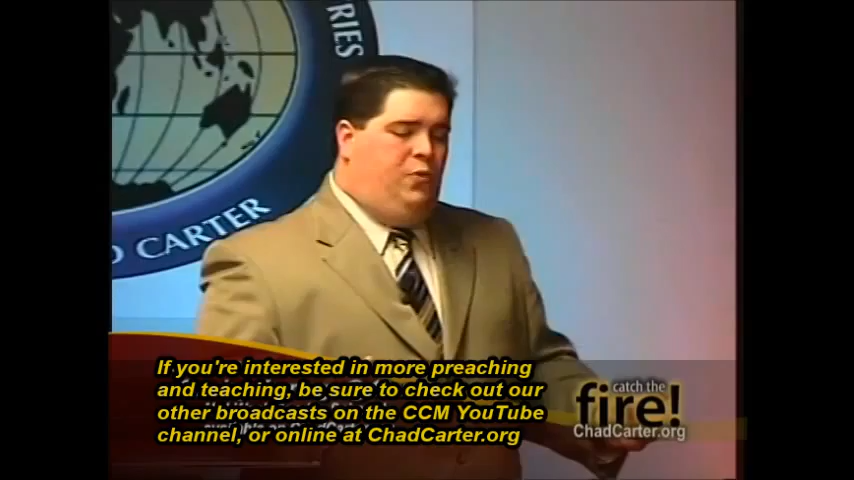 RIES
D CARTER
If you're interested in more preaching
and teaching, be sure to check out our
other broadcasts on the CCM YouTube
channel, or online at ChadCarter.org
catch the
fire!
ChadCarter.org